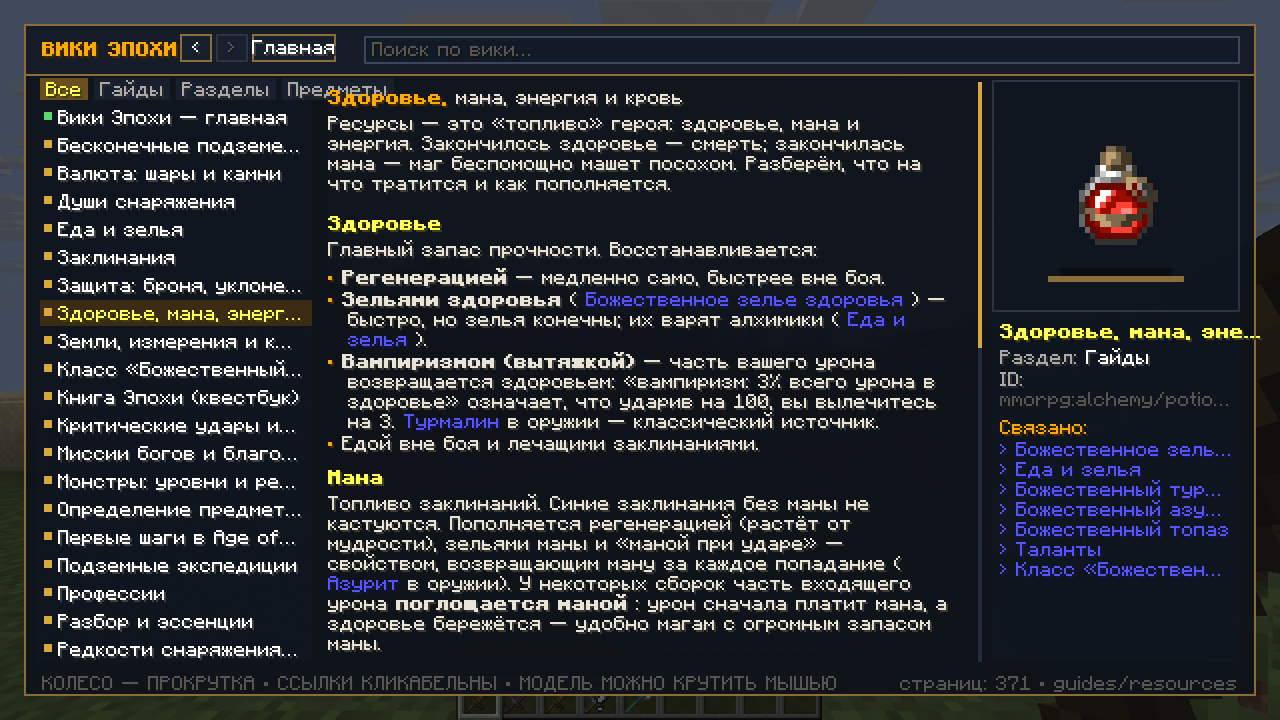 ВИКИ ЭПОХИ < > Главная Поиск по вики...
Все Гайды Разделы Предметы
Вики Эпохи — главная
Бесконечные подземе...
Валюта: шары и камни
Души снаряжения
Еда и зелья
Заклинания
Защита: броня, уклоне...
Здоровье, мана, энерг...
Земли, измерения и к...
Класс «Божественный...
Книга Эпохи (квестбук)
Критические удары и...
Миссии богов и благо...
Монстры: уровни и ре...
Определение предмет...
Первые шаги в Age of...
Подземные экспедиции
Профессии
Разбор и эссенции
Редкости снаряжения...
Здоровье, мана, энергия и кровь
Ресурсы — это «топливо» героя: здоровье, мана и
энергия. Закончилось здоровье — смерть; закончилась
мана — маг беспомощно машет посохом. Разберём, что на
что тратится и как пополняется.
Здоровье
Главный запас прочности. Восстанавливается:
• Регенерацией — медленно само, быстрее вне боя.
• Зельями здоровья ( Божественное зелье здоровья ) —
быстро, но зелья конечны; их варят алхимики ( Еда и
зелья ).
• Вампиризмом (вытяжкой) — часть вашего урона
возвращается здоровьем: «вампиризм: 3% всего урона в
здоровье» означает, что ударив на 100, вы вылечитесь
на 3. Турмалин в оружии — классический источник.
• Едой вне боя и лечащими заклинаниями.
Мана
Топливо заклинаний. Синие заклинания без маны не
кастуются. Пополняется регенерацией (растёт от
мудрости), зельями маны и «маной при ударе» —
свойством, возвращающим ману за каждое попадание (
Азурит в оружии). У некоторых сборок часть входящего
урона поглощается маной : урон сначала платит мана, а
здоровье бережётся — удобно магам с огромным запасом
маны.
Здоровье, мана, эне...
Раздел: Гайды
ID:
mmorpg:alchemy/potio...
Связано:
> Божественное зель...
> Еда и зелья
> Божественный тур...
> Божественный азу...
> Божественный топаз
> Таланты
> Класс «Божествен...
КОЛЕСО — ПРОКРУТКА • ССЫЛКИ КЛИКАБЕЛЬНЫ • МОДЕЛЬ МОЖНО КРУТИТЬ МЫШЬЮ
страниц: 371 • guides/resources